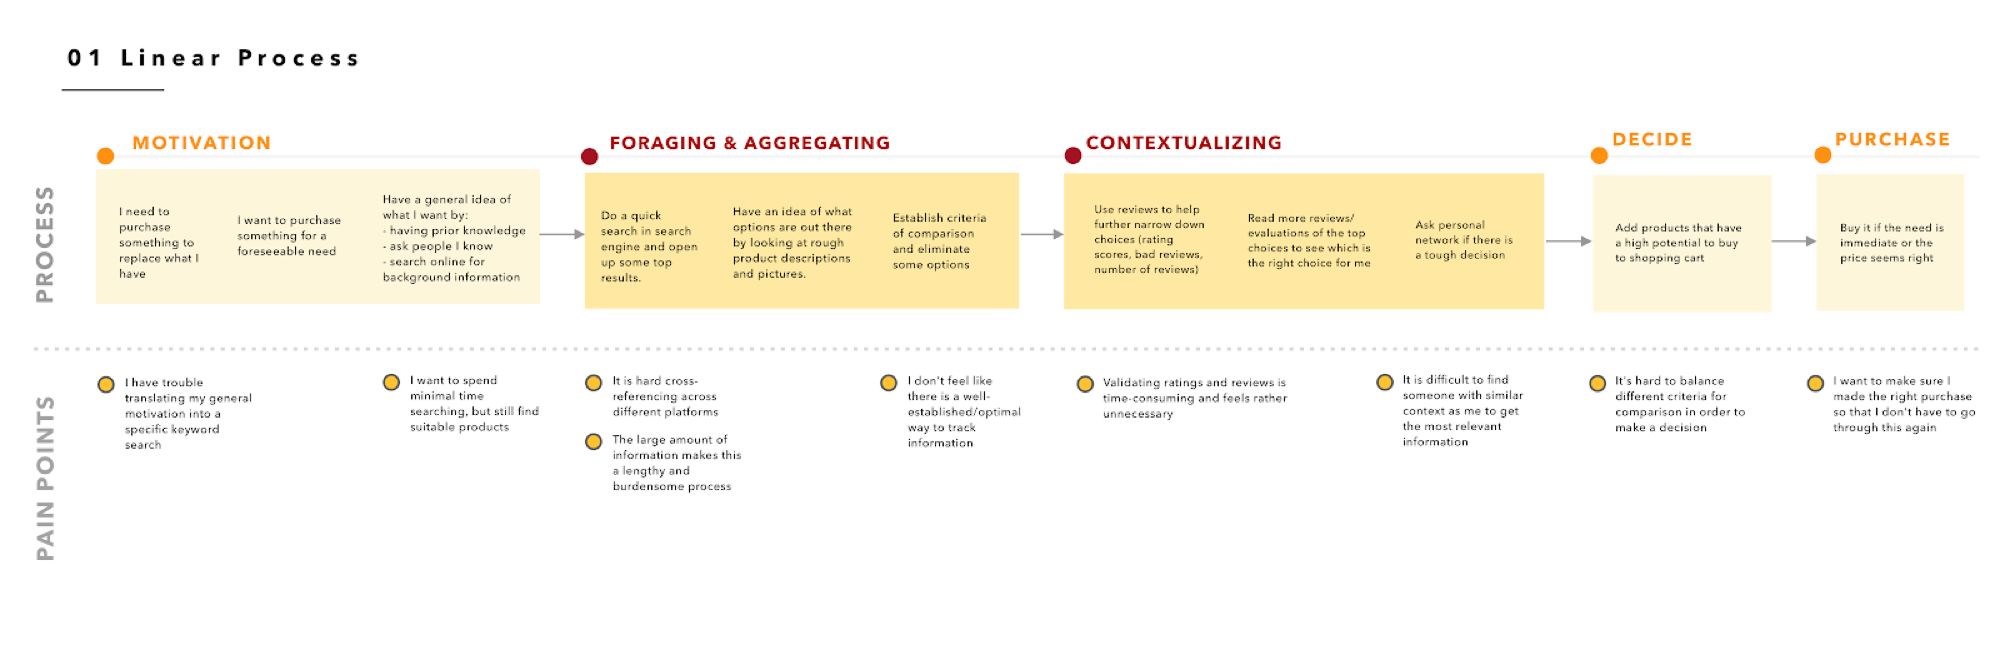 01 Linear Process
MOTIVATION
FORAGING & AGGREGATING
CONTEXTUALIZING
DECIDE
PURCHASE
PROCESS
I need to
purchase
something to
replace what I
have
I want to purchase
something for a
foreseeable need
Have a general idea of
what I want by:
- having prior knowledge
- ask people I know
- search online for
background information
Do a quick
search in search
engine and open
up some top
results.
Have an idea of what
options are out there
by looking at rough
product descriptions
and pictures.
Establish criteria
of comparison
and eliminate
some options
Use reviews to help
further narrow down
choices (rating
scores, bad reviews,
number of reviews)
Read more reviews/
evaluations of the top
choices to see which is
the right choice for me
Ask personal
network if there is
a tough decision
Add products that have
a high potential to buy
to shopping cart
Buy it if the need is
immediate or the
price seems right
PAIN POINTS
I have trouble
translating my general
motivation into a
specific keyword
search
I want to spend
minimal time
searching, but still find
suitable products
It is hard cross-
referencing across
different platforms
The large amount of
information makes this
a lengthy and
burdensome process
I don't feel like
there is a well-
established/optimal
way to track
information
Validating ratings and reviews is
time-consuming and feels rather
unnecessary
It is difficult to find
someone with similar
context as me to get
the most relevant
information
It's hard to balance
different criteria for
comparison in order to
make a decision
I want to make sure I
made the right purchase
so that I don't have to go
through this again